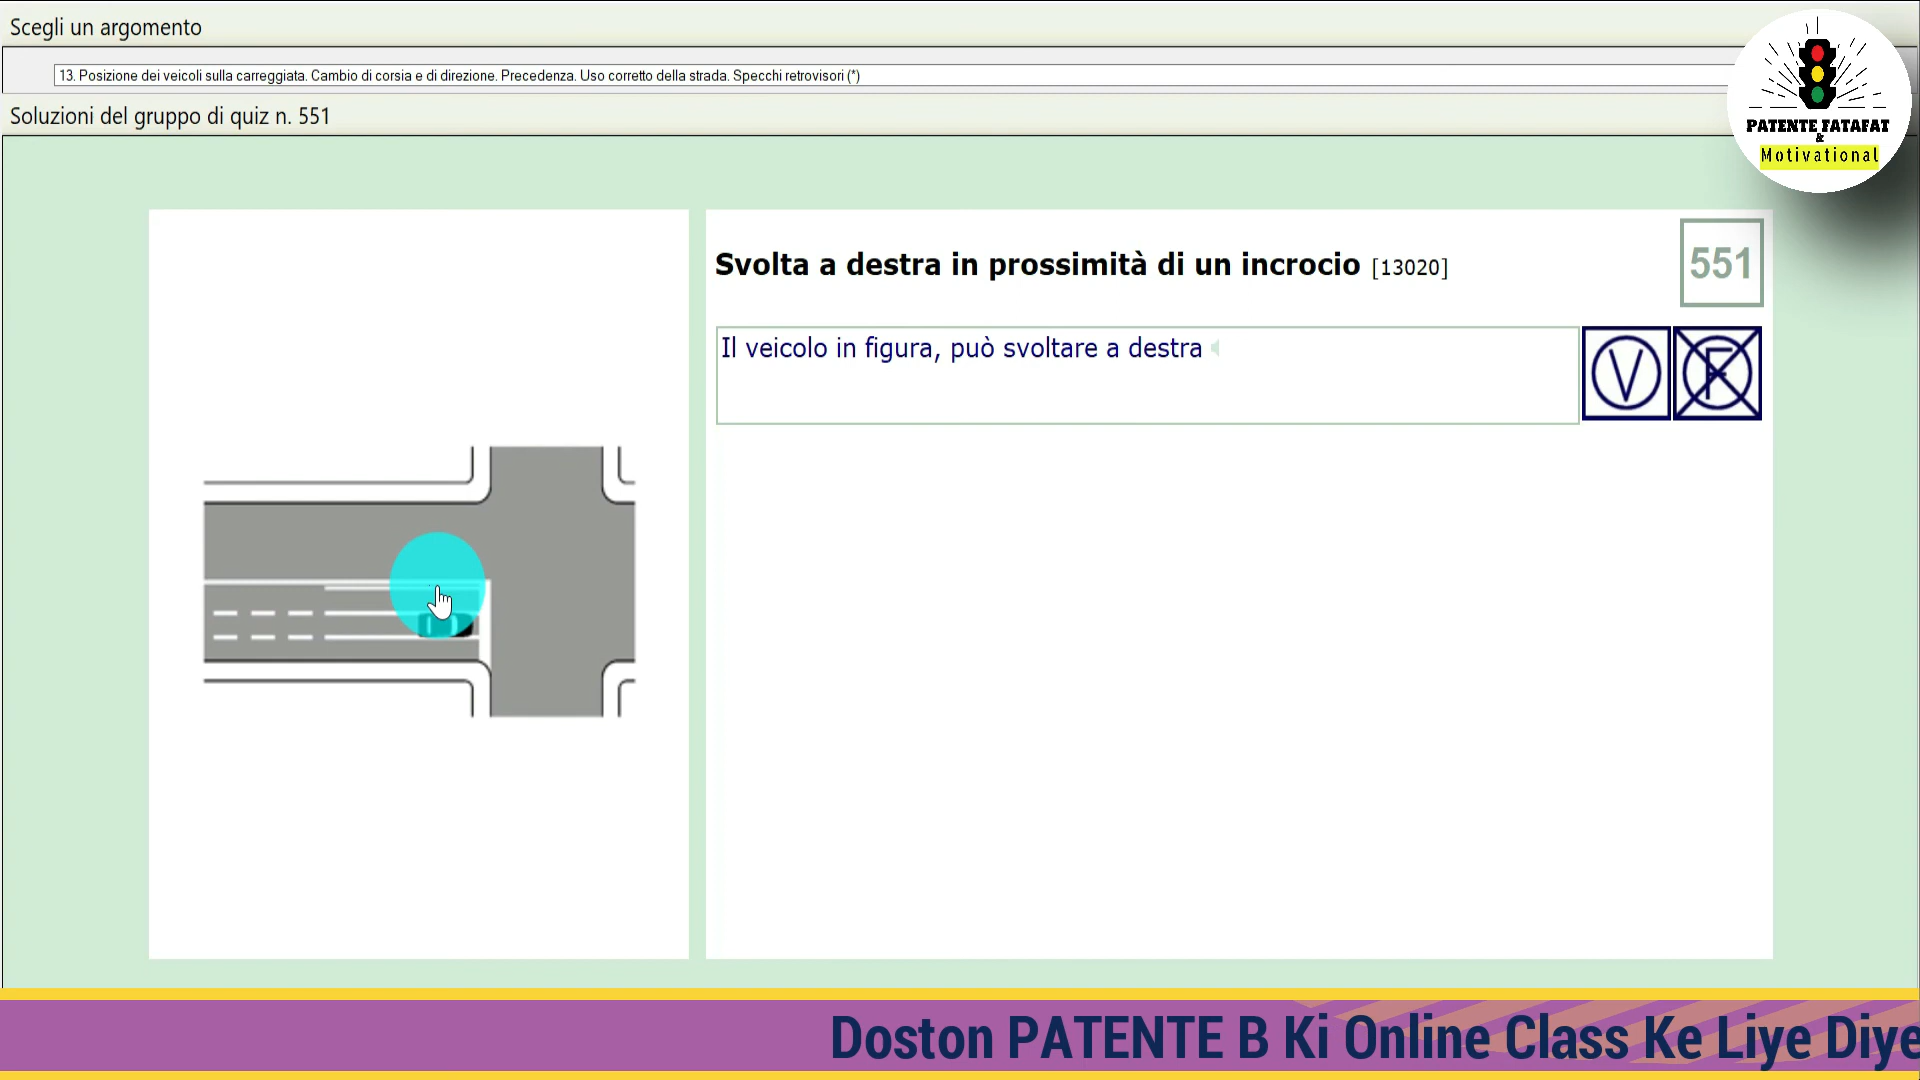 Scegli un argomento
13. Posizione dei veicoli sulla carreggiata. Cambio di corsia e di direzione. Precedenza. Uso corretto della strada. Specchi retrovisori (*)
PATENTE FATAFAT
&
Motivational
Soluzioni del gruppo di quiz n. 551
Svolta a destra in prossimità di un incrocio [13020]
551
Il veicolo in figura, può svoltare a destra
V F
Doston PATENTE B Ki Online Class Ke Liye Diye